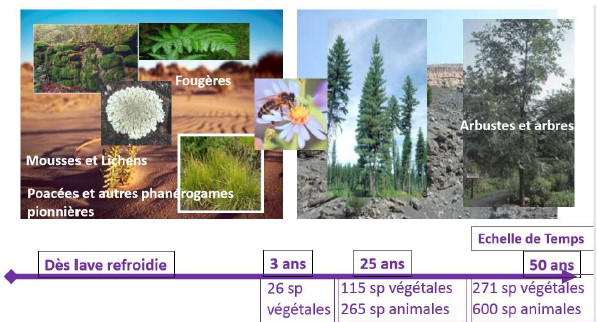 Fougères
Mousses et Lichens
Poacées et autres phanérogames
pionnières
Arbustes et arbres
Echelle de Temps
Dès lave refroidie
3 ans
25 ans
50 ans
26 sp
végétales
115 sp végétales
265 sp animales
271 sp végétales
600 sp animales